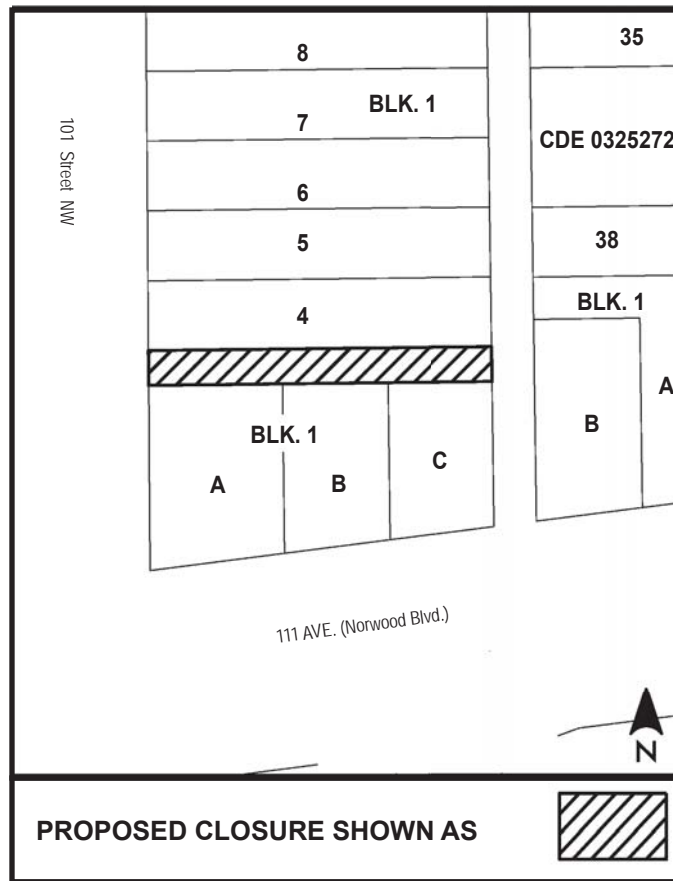 8
35
BLK. 1
7
101 Street NW
CDE 0325272
6
5
38
BLK. 1
4
A
B
BLK. 1
C
A
B
111 AVE. (Norwood Blvd.)
N
PROPOSED CLOSURE SHOWN AS